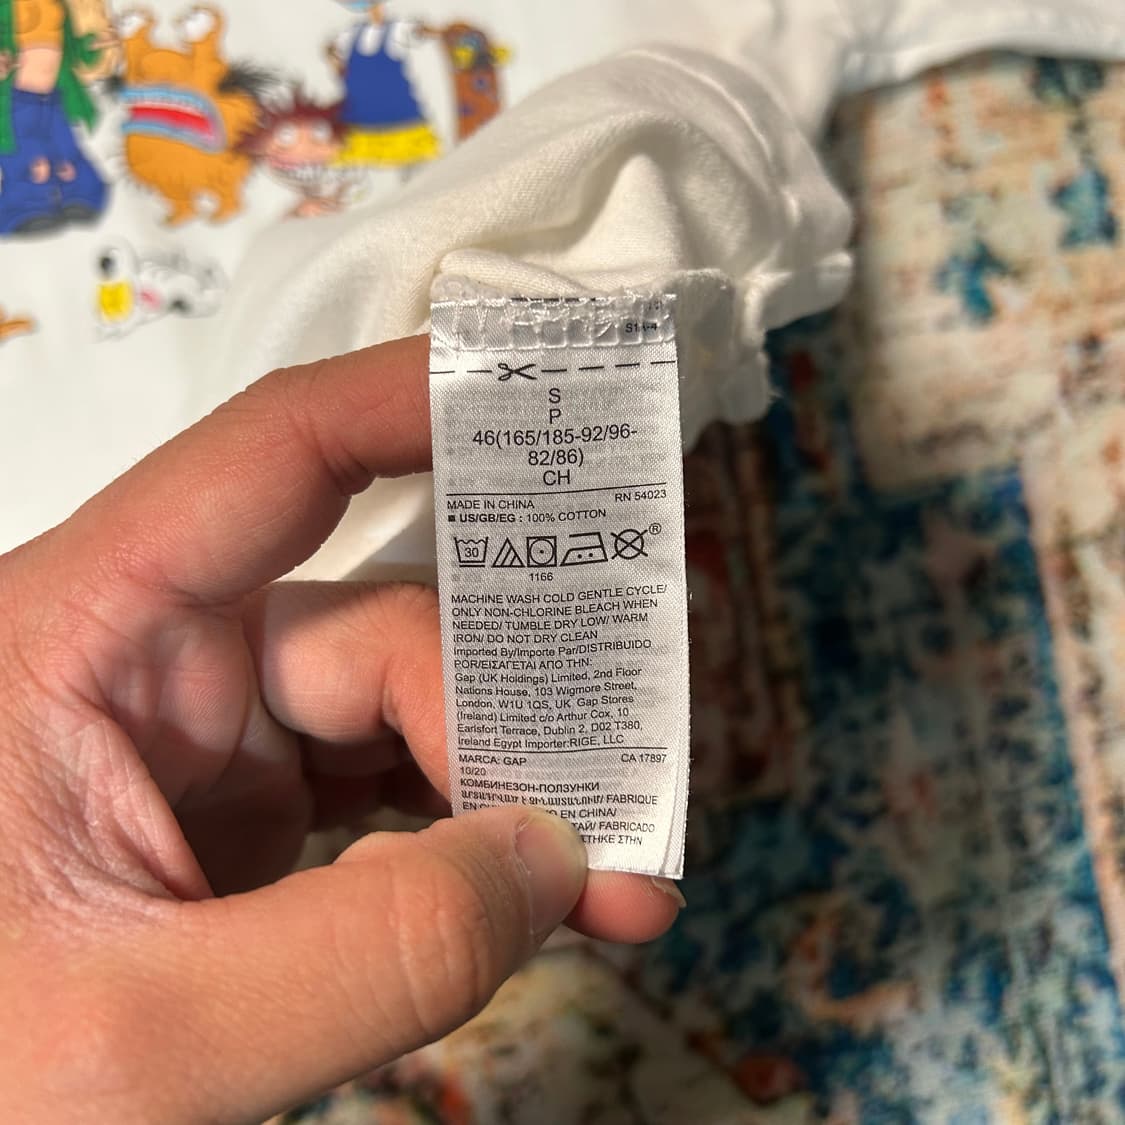 S
P
46(165/185-92/96-
82/86)
CH
MADE IN CHINA RN 54023
■ US/GB/EG : 100% COTTON
30 ®
1166
MACHINE WASH COLD GENTLE CYCLE/
ONLY NON-CHLORINE BLEACH WHEN
NEEDED/ TUMBLE DRY LOW/ WARM
IRON/ DO NOT DRY CLEAN
Imported By/Importe Par/DISTRIBUIDO
POR/ΕΙΣΑΓΕΤΑΙ ΑΠΟ ΤΗΝ:
Gap (UK Holdings) Limited, 2nd Floor
Nations House, 103 Wigmore Street,
London, W1U 1QS, UK Gap Stores
(Ireland) Limited c/o Arthur Cox, 10
Earlsfort Terrace, Dublin 2, D02 T380,
Ireland Egypt Importer:RIGE, LLC
MARCA: GAP CA 17897
10/20
КОМБИНЕЗОН-ПОЛЗУНКИ
FABRIQUE
EN EN CHINA/
FABRICADO
ΣΤΗΝ